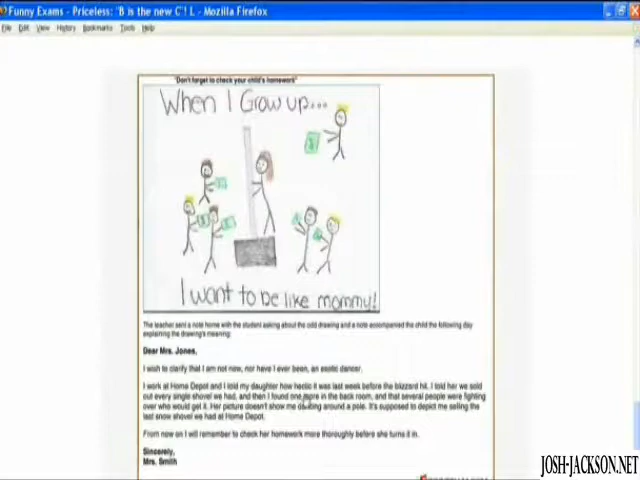 Funny Exams - Priceless: "B is the new C"! L - Mozilla Firefox
File Edit View History Bookmarks Tools Help
"Don't forget to check your child's homework"
When I Grow up...
I want to be like mommy!
The teacher sent a note home with the student asking about the odd drawing and a note accompanied the child the following day
explaining the drawing's meaning:
Dear Mrs. Jones,
I wish to clarify that I am not now, nor have I ever been, an exotic dancer.
I work at Home Depot and I told my daughter how hectic it was last week before the blizzard hit. I told her we sold
out every single shovel we had, and then I found one more in the back room, and that several people were fighting
over who would get it. Her picture doesn't show me dancing around a pole. It's supposed to depict me selling the
last snow shovel we had at Home Depot.
From now on I will remember to check her homework more thoroughly before she turns it in.
Sincerely,
Mrs. Smith
JOSH-JACKSON.NET